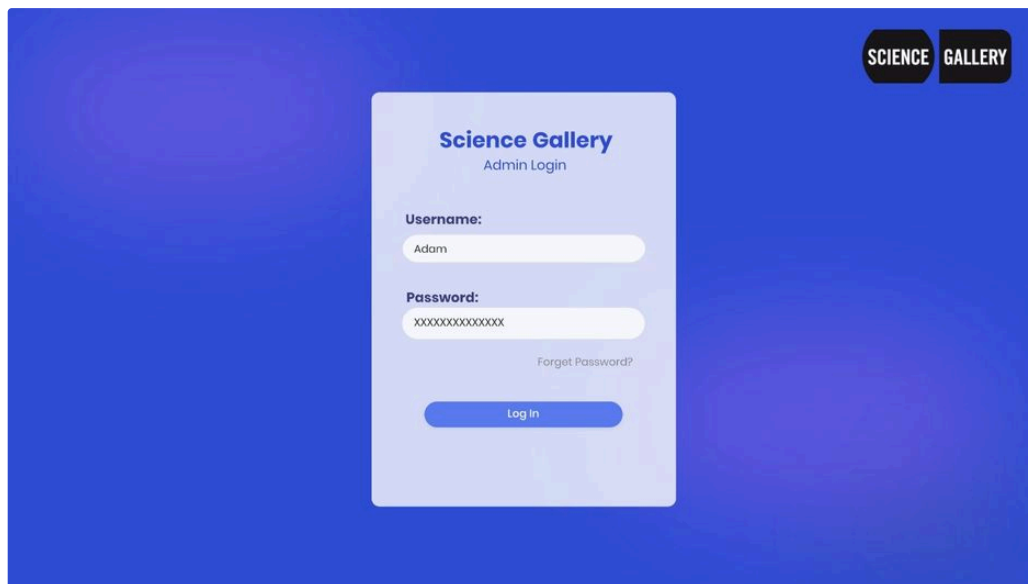 SCIENCE GALLERY
Science Gallery
Admin Login
Username:
Adam
Password:
XXXXXXXXXXXXXX
Forget Password?
Log In